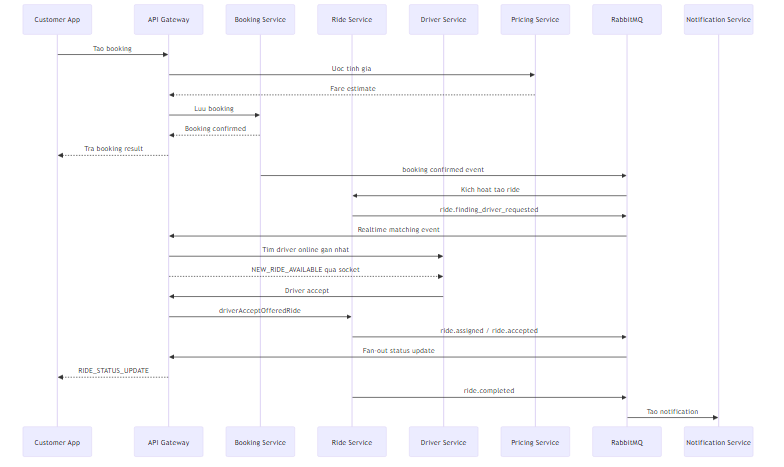 Customer App
API Gateway
Booking Service
Ride Service
Driver Service
Pricing Service
RabbitMQ
Notification Service
Tao booking
Uoc tinh gia
Fare estimate
Luu booking
Booking confirmed
Tra booking result
booking confirmed event
Kich hoat tao ride
ride.finding_driver_requested
Realtime matching event
Tim driver online gan nhat
NEW_RIDE_AVAILABLE qua socket
Driver accept
driverAcceptOfferedRide
ride.assigned / ride.accepted
Fan-out status update
RIDE_STATUS_UPDATE
ride.completed
Tao notification
Customer App
API Gateway
Booking Service
Ride Service
Driver Service
Pricing Service
RabbitMQ
Notification Service